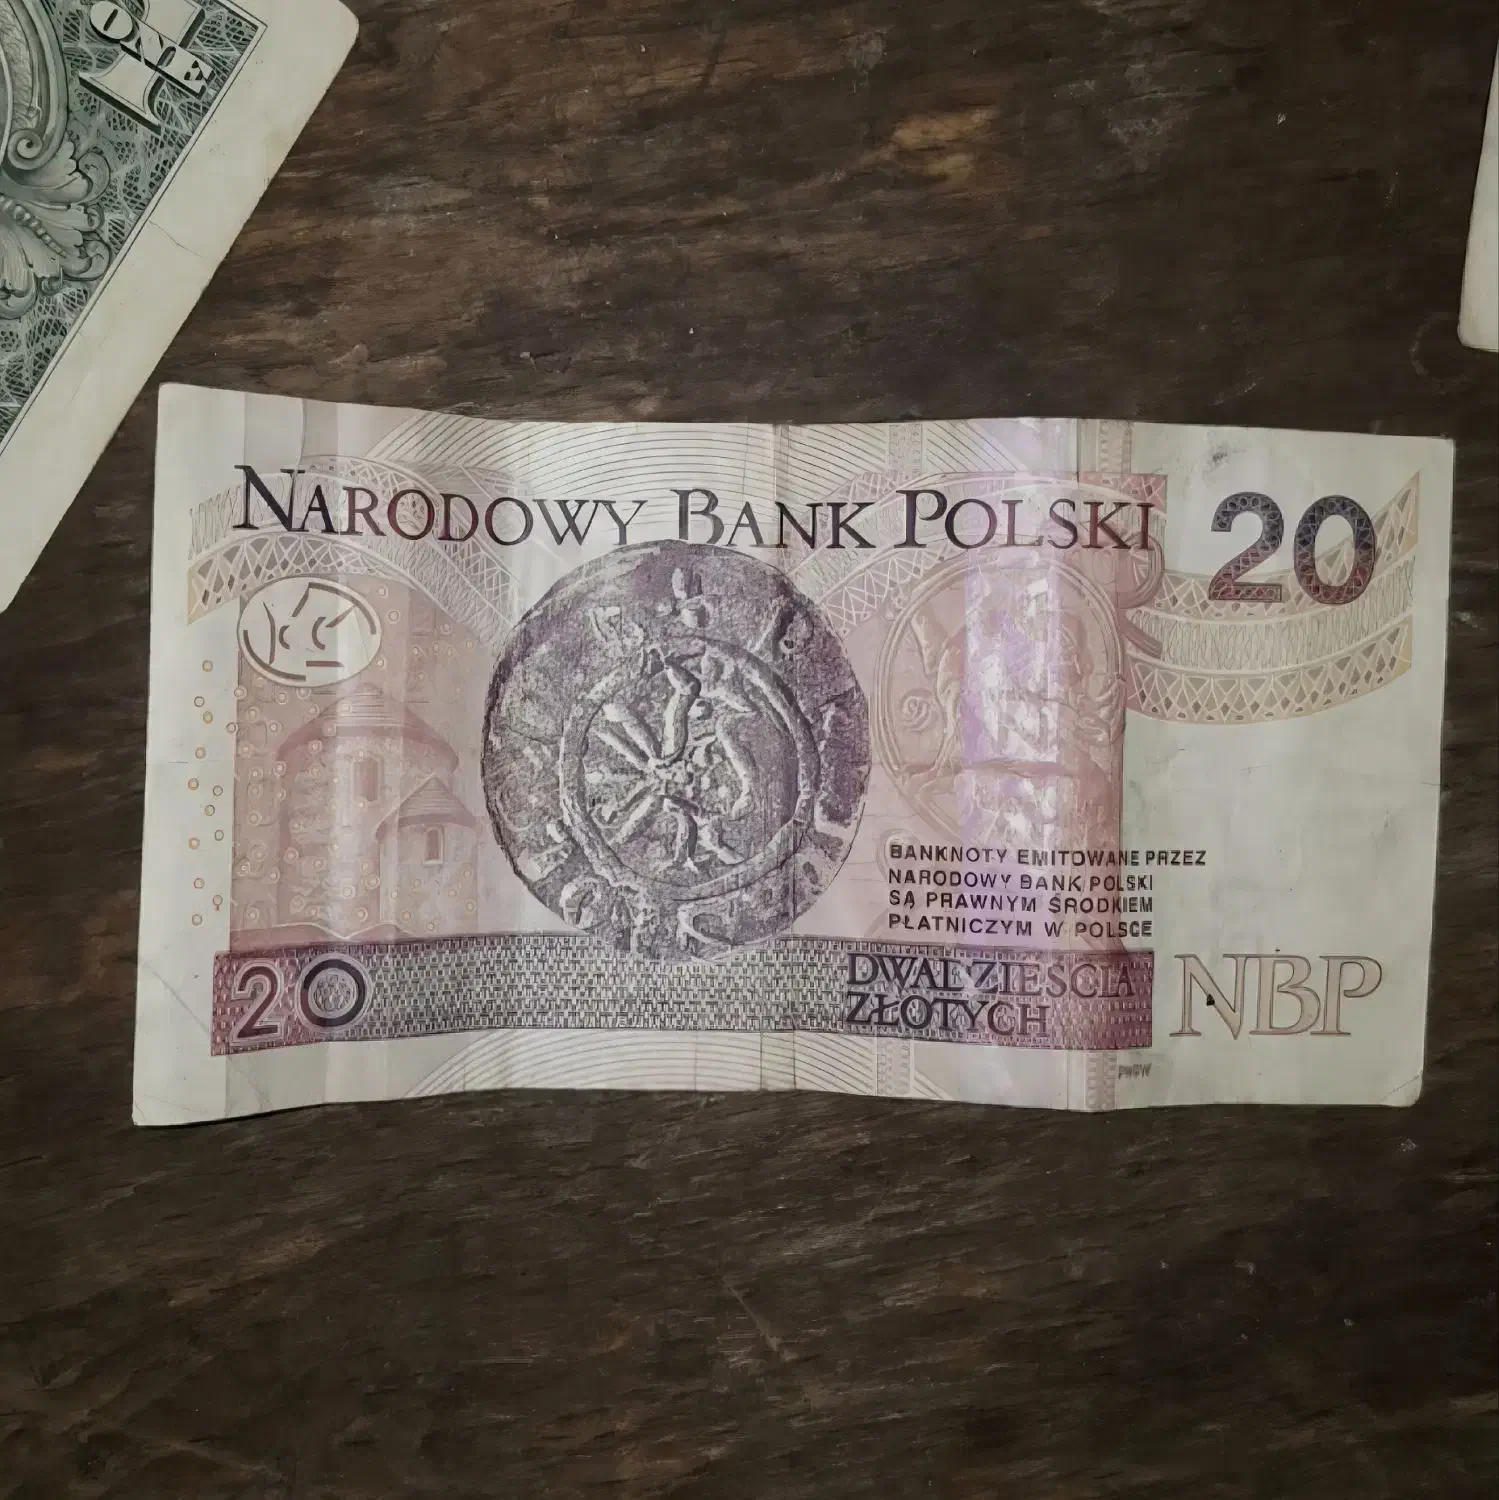 ONE
1
NARODOWY BANK POLSKI
20
BANKNOTY EMITOWANE PRZEZ
NARODOWY BANK POLSKI
SĄ PRAWNYM ŚRODKIEM
PŁATNICZYM W POLSCE
20
DWADZIEŚCIA
ZŁOTYCH
NBP